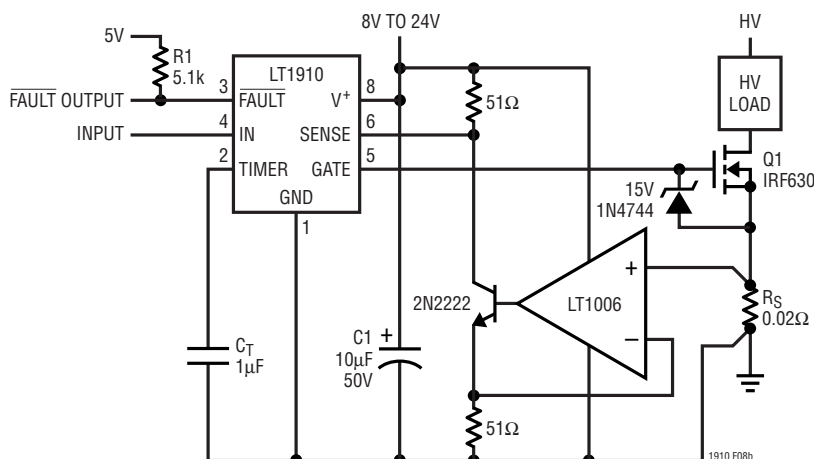 8V TO 24V
HV
5V
R1
5.1k
LT1910
HV
LOAD
51Ω
FAULT OUTPUT
3
FAULT
V+
8
INPUT
4
IN
SENSE
6
2
TIMER
GATE
5
Q1
IRF630
GND
1
15V
1N4744
2N2222
+
LT1006
−
RS
0.02Ω
CT
1µF
C1
10µF
50V
+
51Ω
1910 F08b